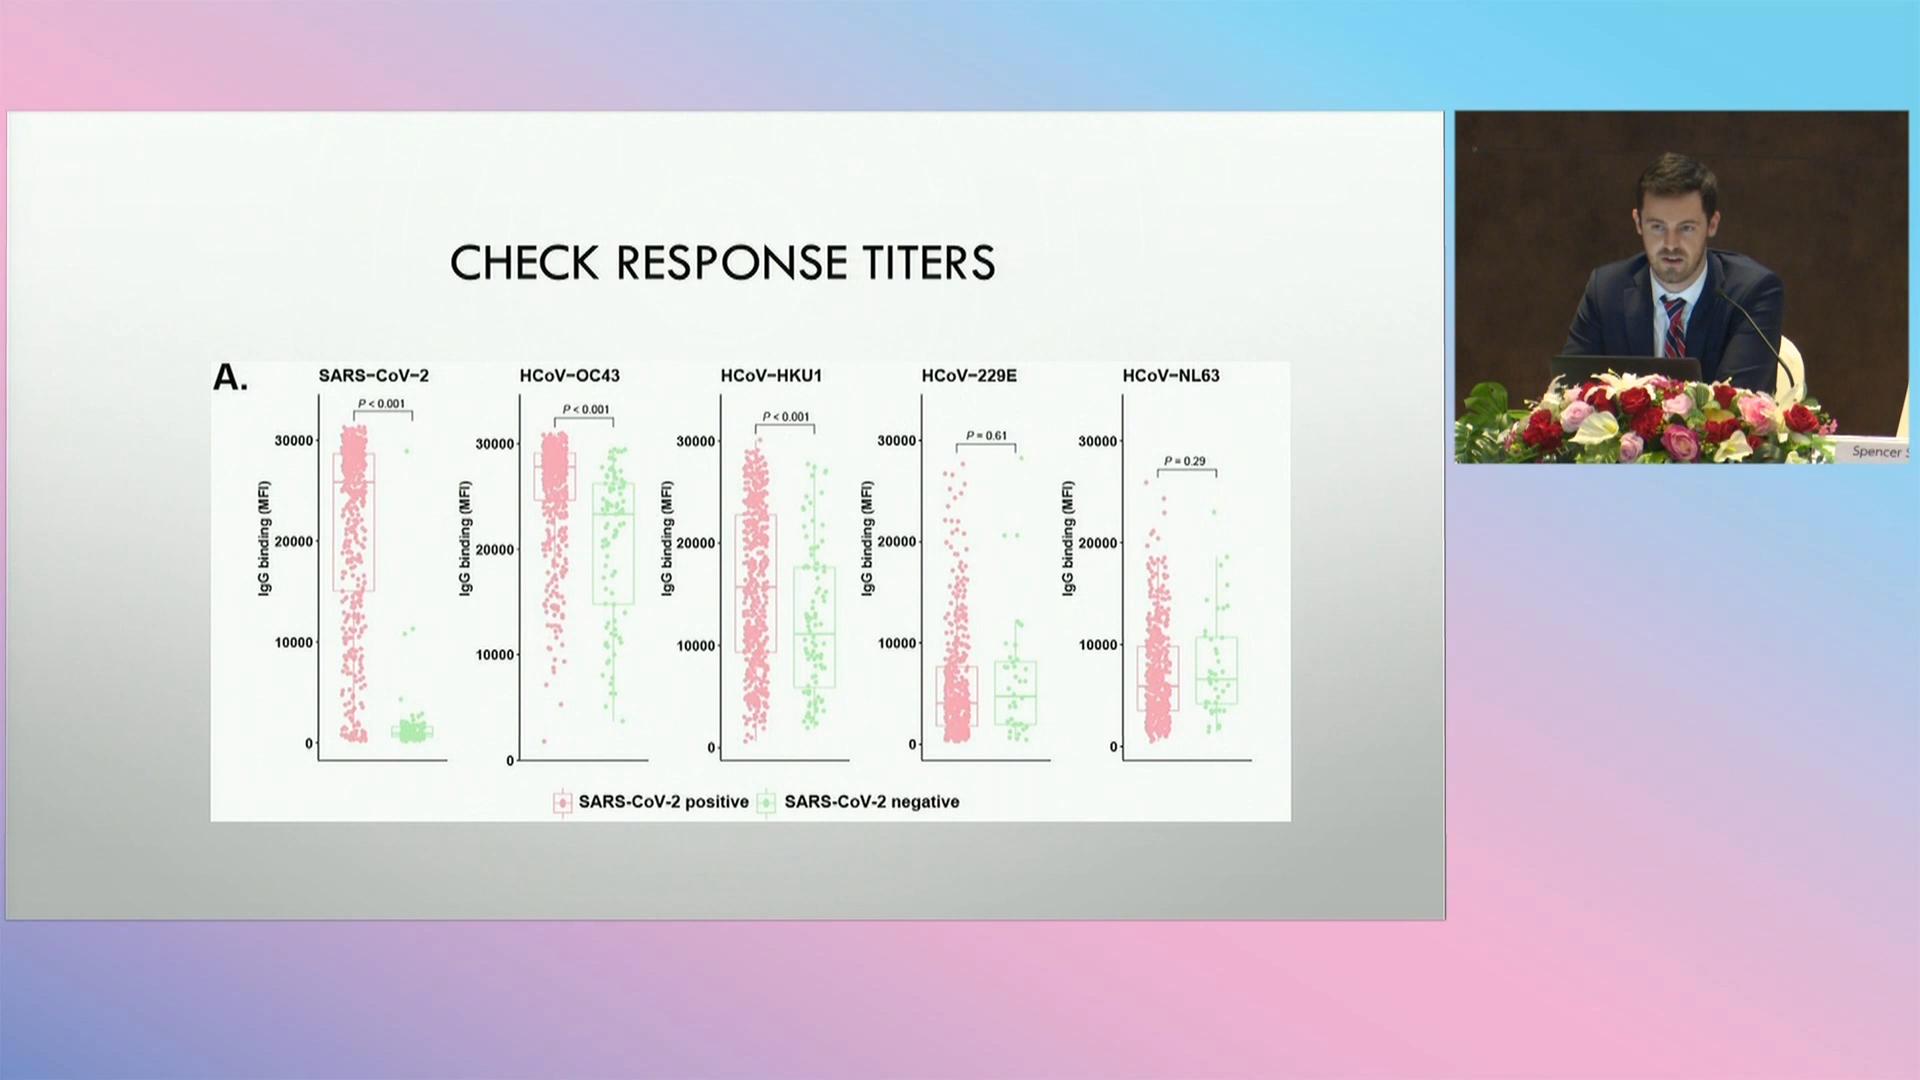 CHECK RESPONSE TITERS
A.
SARS-CoV-2
P < 0.001
IgG binding (MFI)
30000
20000
10000
0
HCoV-OC43
P < 0.001
IgG binding (MFI)
30000
20000
10000
0
HCoV-HKU1
P < 0.001
IgG binding (MFI)
30000
20000
10000
0
HCoV-229E
P = 0.61
IgG binding (MFI)
30000
20000
10000
0
HCoV-NL63
P = 0.29
IgG binding (MFI)
30000
20000
10000
0
SARS-CoV-2 positive
SARS-CoV-2 negative
Spencer